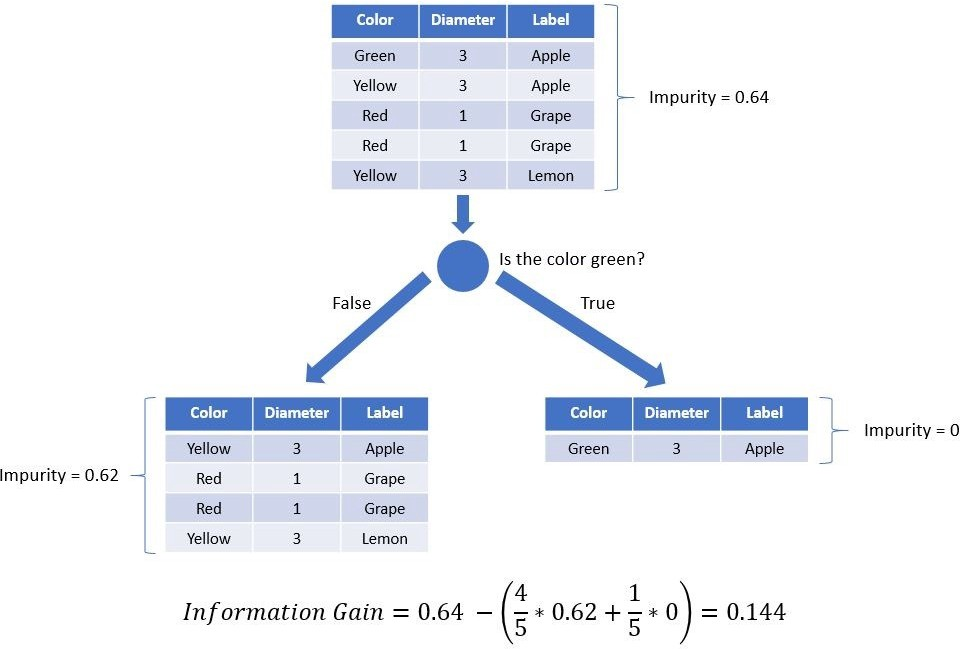 Color Diameter Label
Green 3 Apple
Yellow 3 Apple
Red 1 Grape
Red 1 Grape
Yellow 3 Lemon
Impurity = 0.64
Is the color green?
False
True
Color Diameter Label
Yellow 3 Apple
Red 1 Grape
Red 1 Grape
Yellow 3 Lemon
Impurity = 0.62
Color Diameter Label
Green 3 Apple
Impurity = 0
Information Gain = 0.64 − (4/5 * 0.62 + 1/5 * 0) = 0.144